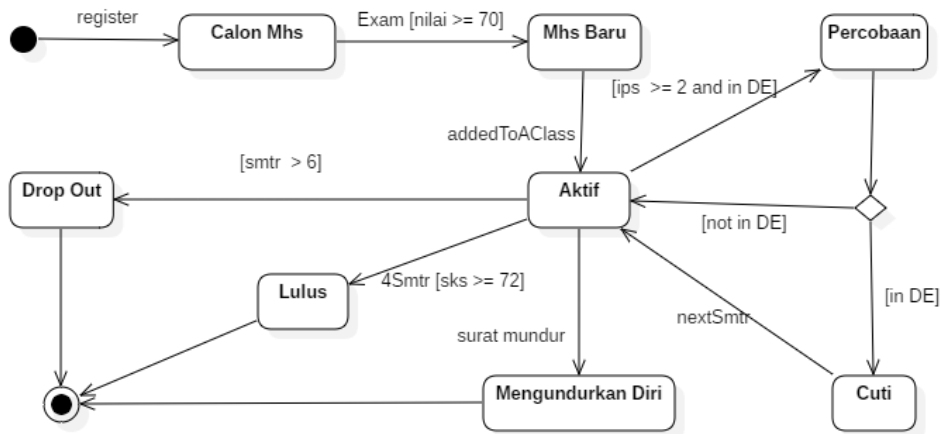 register
Calon Mhs
Exam [nilai >= 70]
Mhs Baru
Percobaan
[ips  >= 2 and in DE]
addedToAClass
[smtr  > 6]
Drop Out
Aktif
[not in DE]
Lulus
4Smtr [sks >= 72]
[in DE]
nextSmtr
surat mundur
Mengundurkan Diri
Cuti